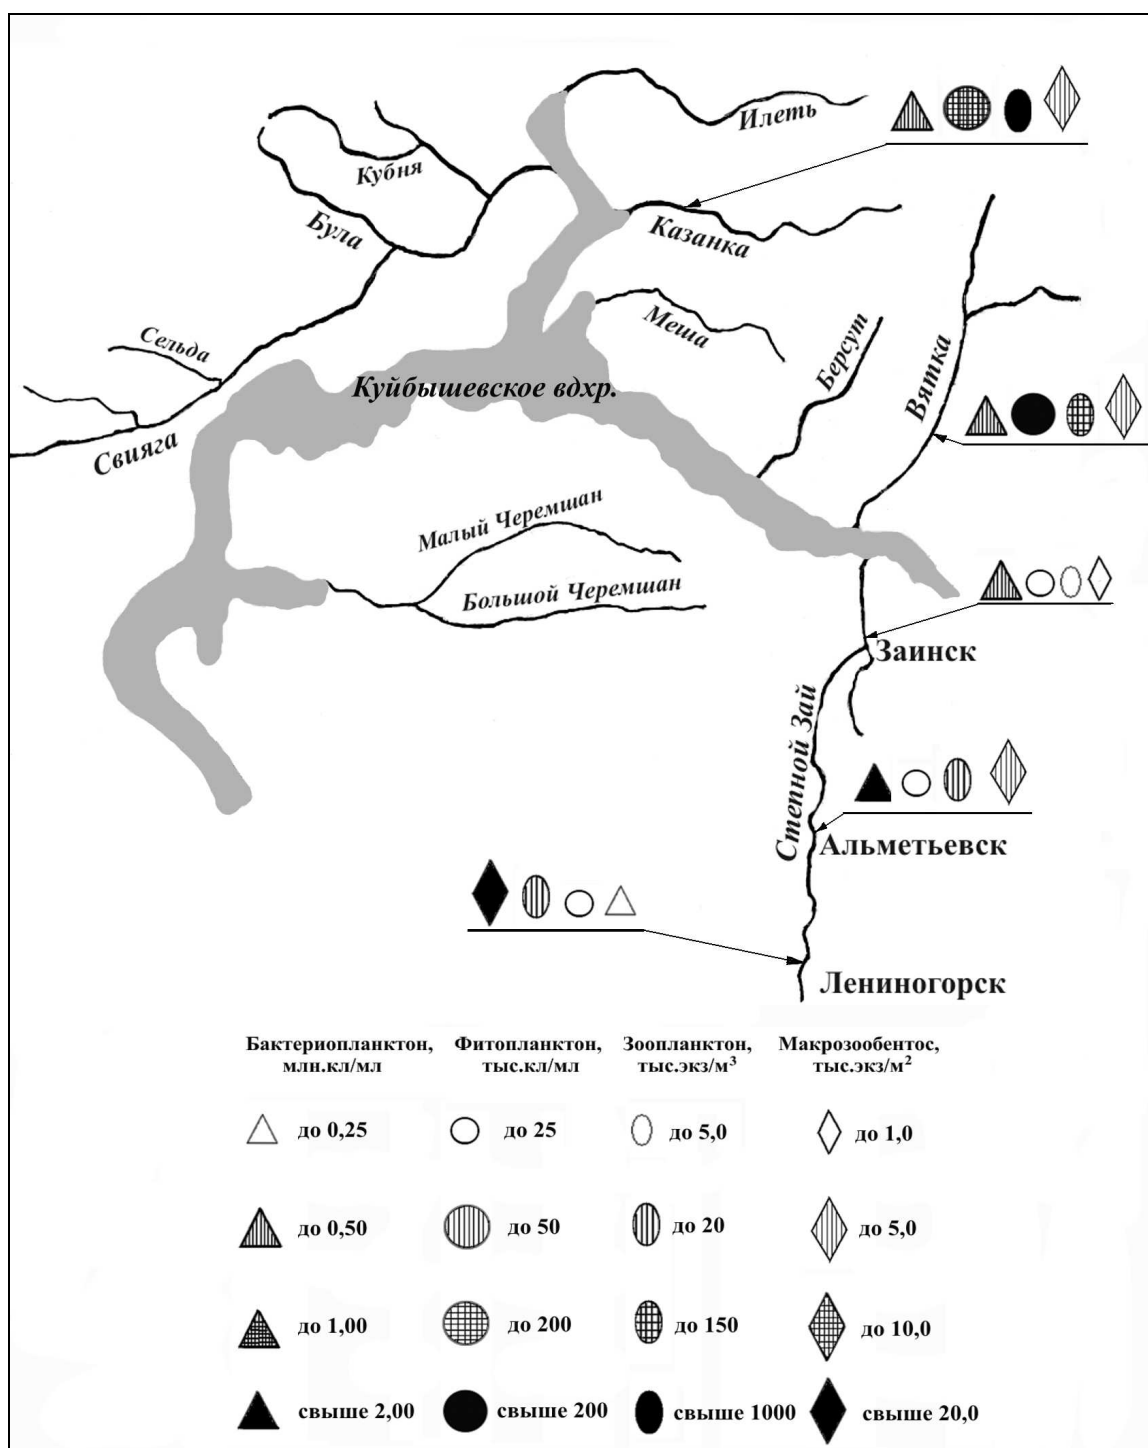 Илеть
Кубня
Була
Казанка
Меша
Сельда
Берсут
Вятка
Куйбышевское вдхр.
Свияга
Малый Черемшан
Большой Черемшан
Заинск
Степной Зай
Альметьевск
Лениногорск
Бактериопланктон, Фитопланктон, Зоопланктон, Макрозообентос,
млн.кл/мл тыс.кл/мл тыс.экз/м³ тыс.экз/м²
до 0,25 до 25 до 5,0 до 1,0
до 0,50 до 50 до 20 до 5,0
до 1,00 до 200 до 150 до 10,0
свыше 2,00 свыше 200 свыше 1000 свыше 20,0